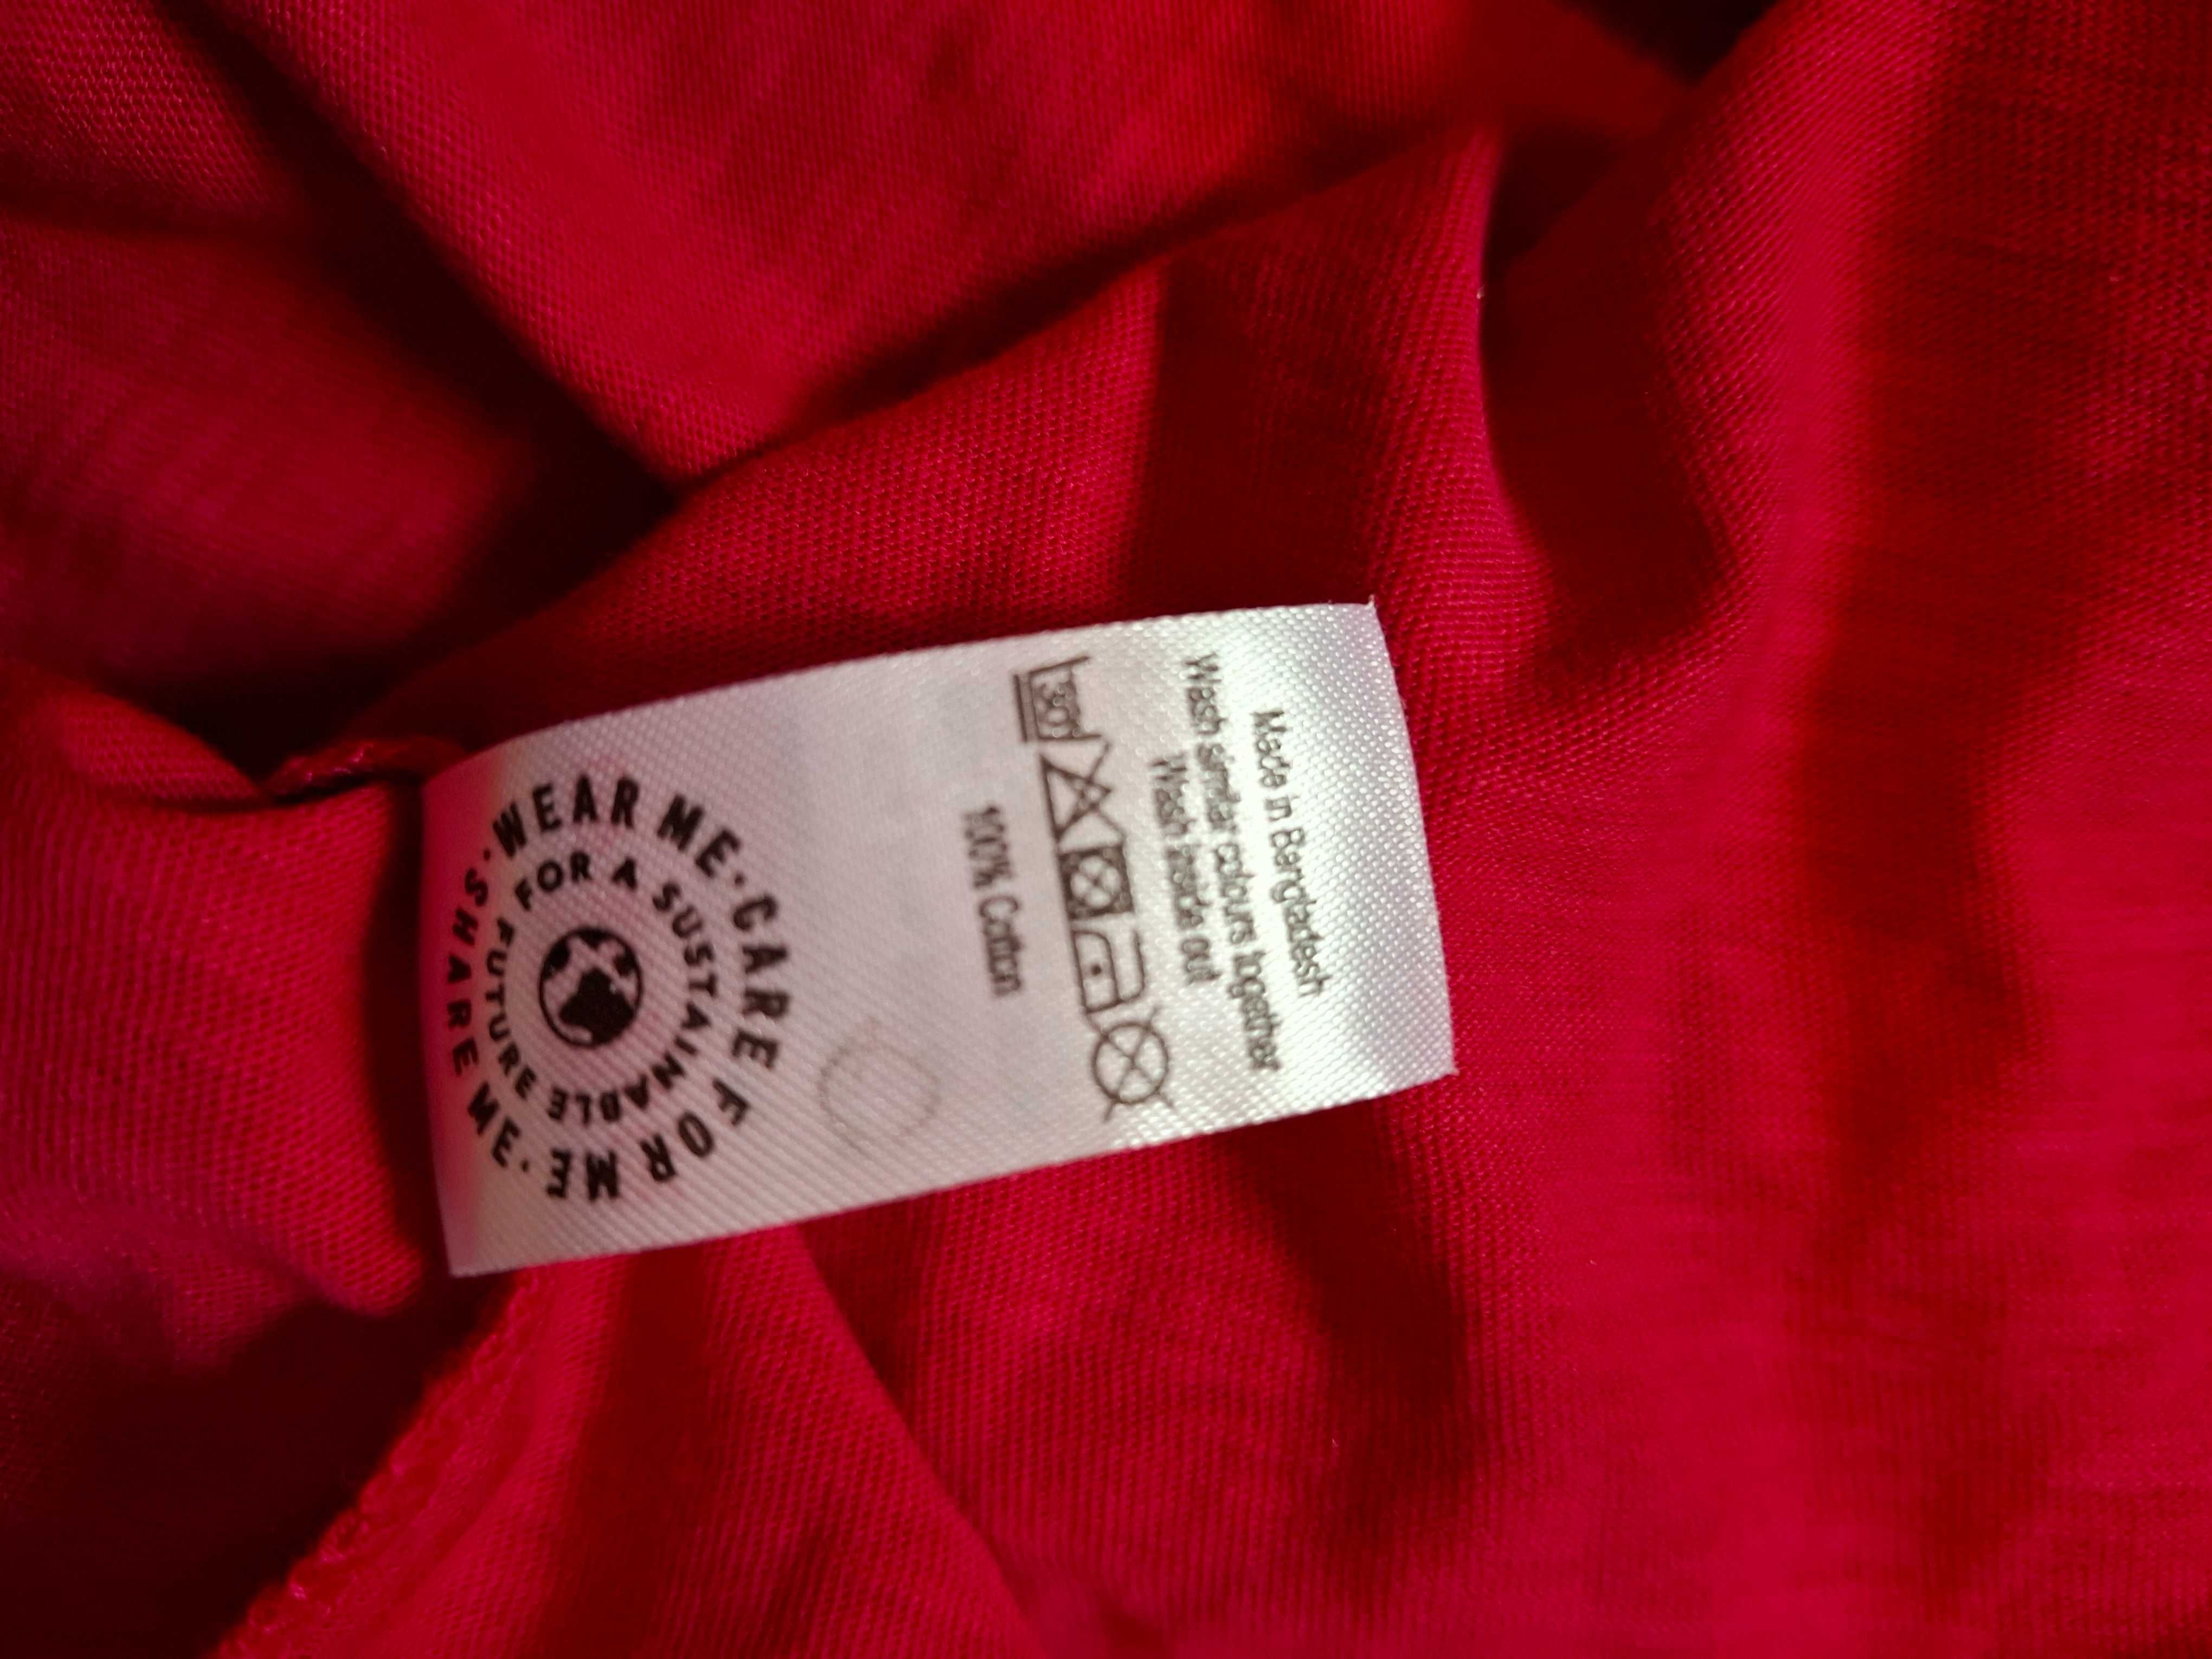 WEAR ME · CARE FOR ME · SHARE ME ·
FOR A SUSTAINABLE FUTURE
100% Cotton
30°
Wash inside out
Wash similar colours together
Made in Bangladesh